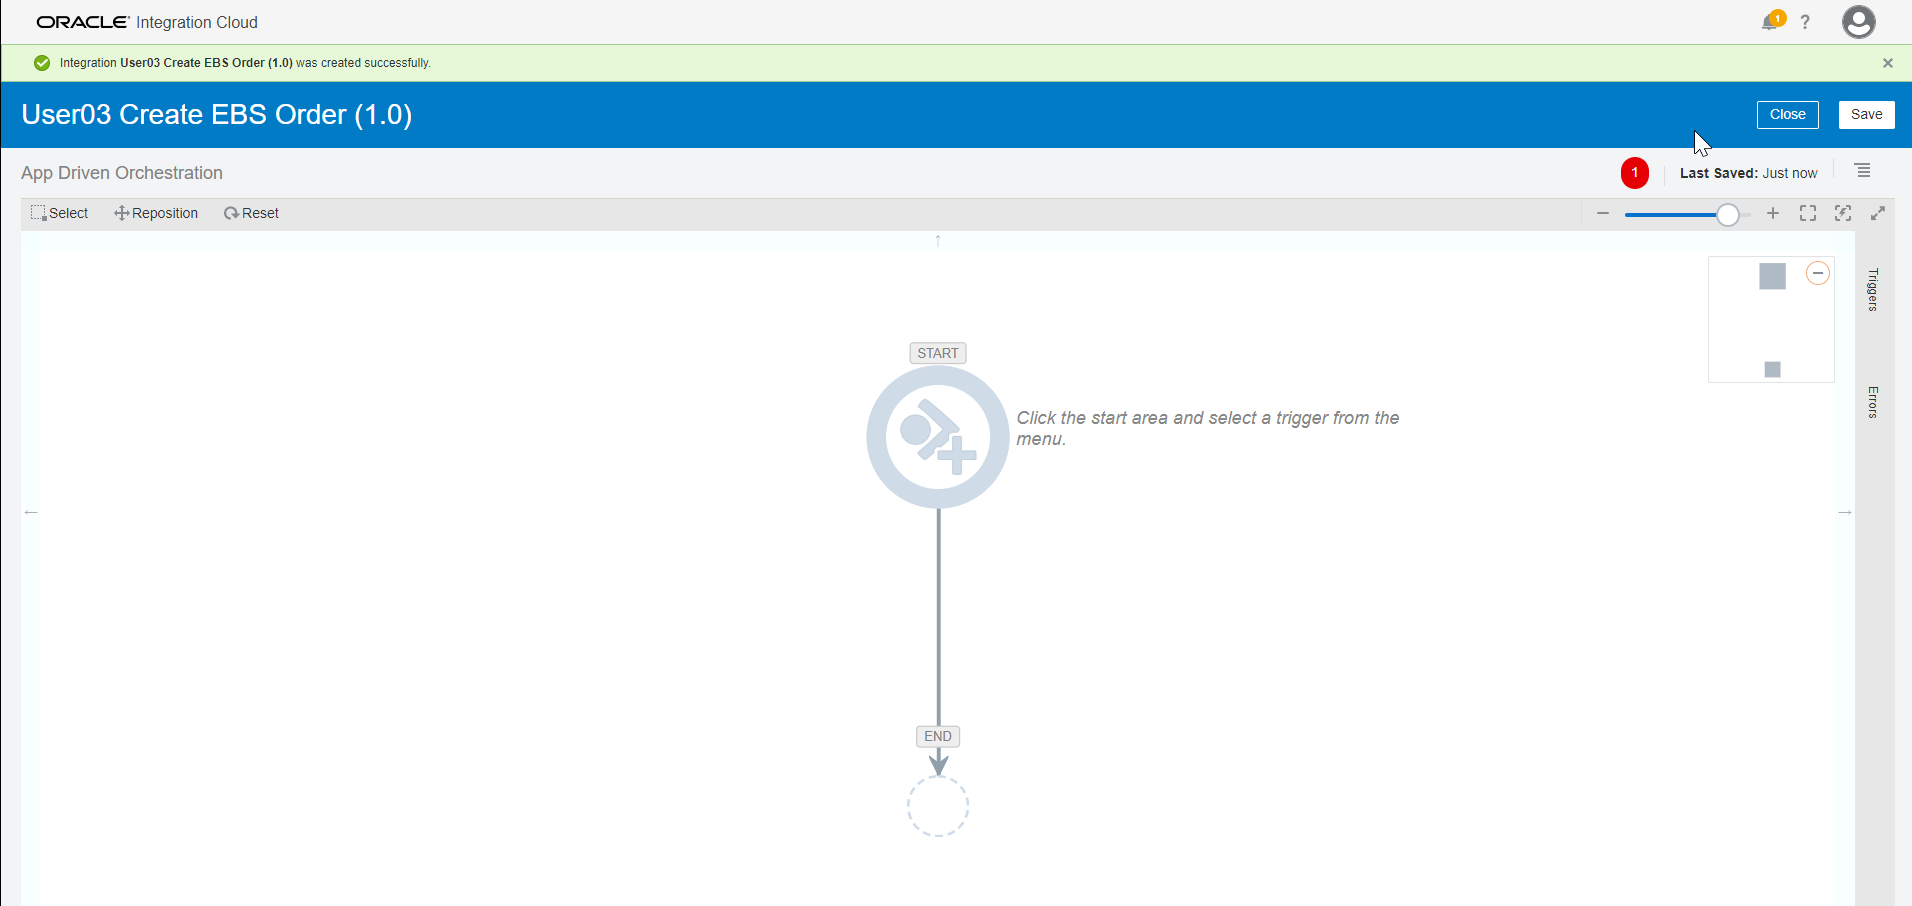 ORACLE® Integration Cloud
1
?
Integration User03 Create EBS Order (1.0) was created successfully.
User03 Create EBS Order (1.0)
Close
Save
App Driven Orchestration
1
Last Saved: Just now
Select
Reposition
Reset
Triggers
Errors
START
Click the start area and select a trigger from the
menu.
END